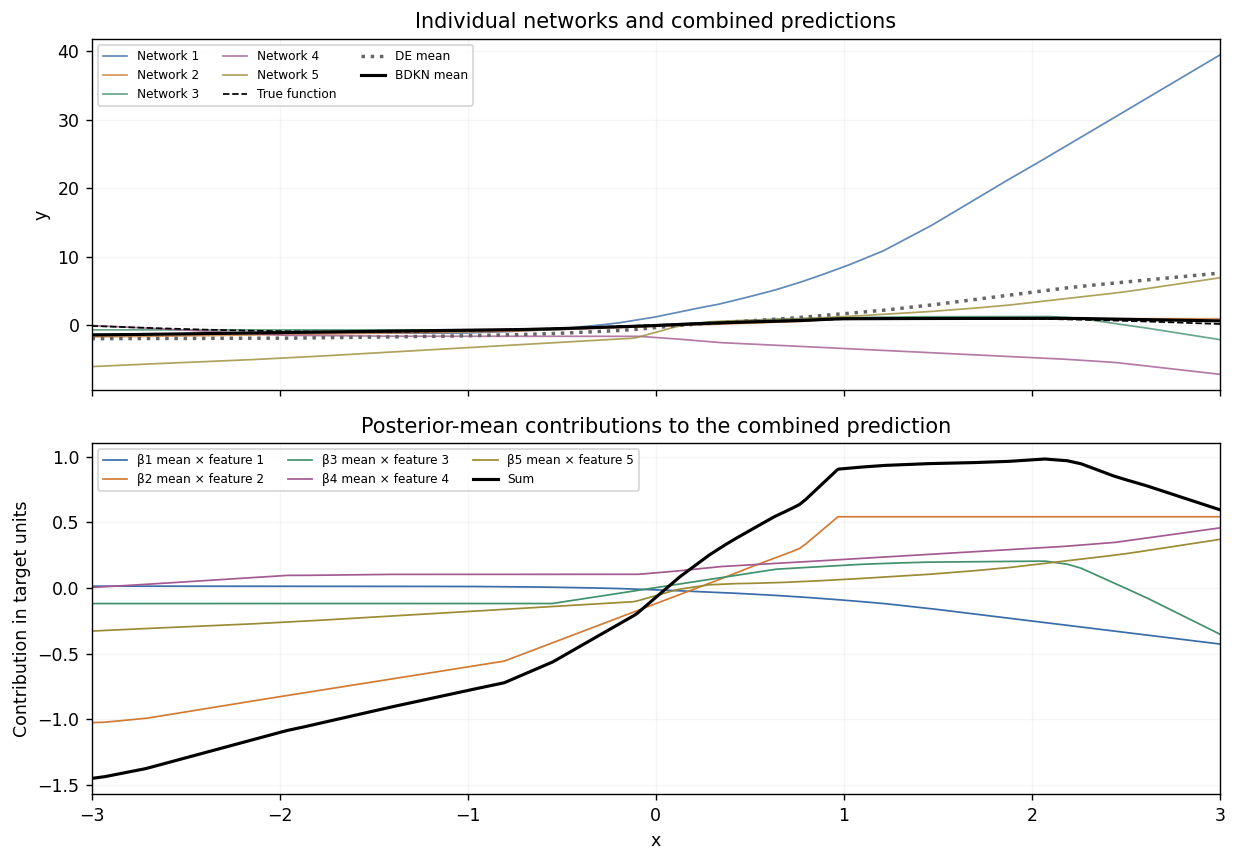 Individual networks and combined predictions
Network 1 Network 4 DE mean
Network 2 Network 5 BDKN mean
Network 3 True function
40
30
20
10
0
y
Posterior-mean contributions to the combined prediction
β1 mean × feature 1 β3 mean × feature 3 β5 mean × feature 5
β2 mean × feature 2 β4 mean × feature 4 Sum
1.0
0.5
0.0
−0.5
−1.0
−1.5
Contribution in target units
−3 −2 −1 0 1 2 3
x